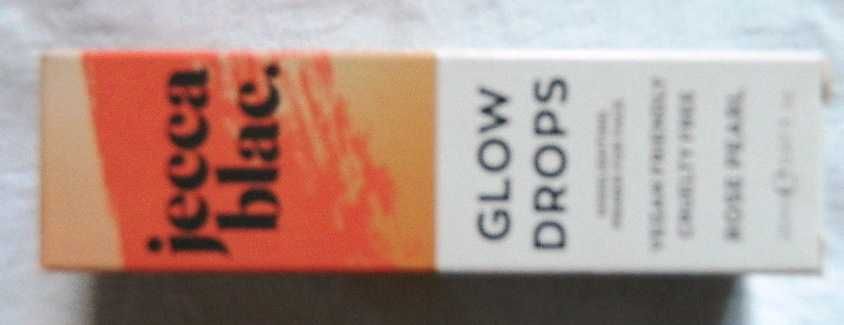 jecca
blac.
GLOW
DROPS
VEGAN FRIENDLY
CRUELTY FREE
ROSE PEARL